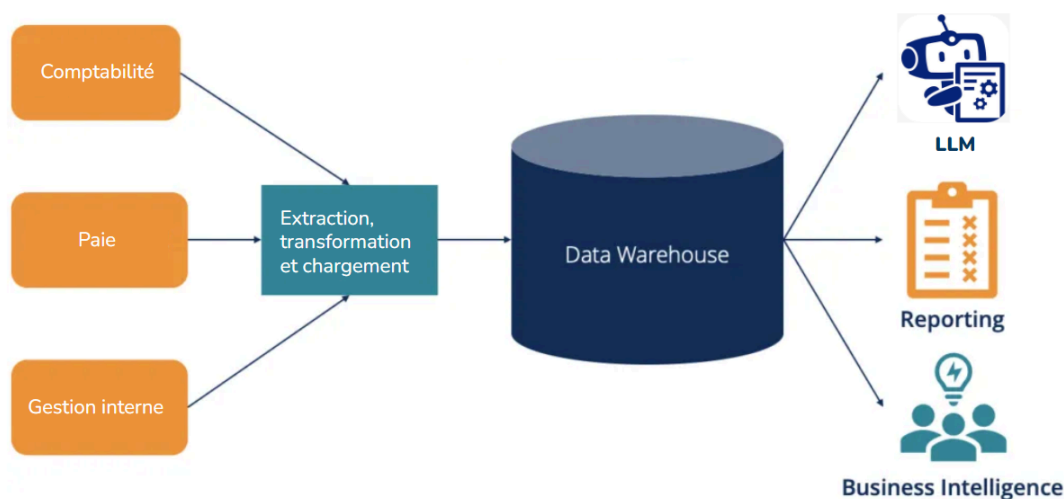 Comptabilité
Paie
Gestion interne
Extraction,
transformation
et chargement
Data Warehouse
LLM
Reporting
Business Intelligence